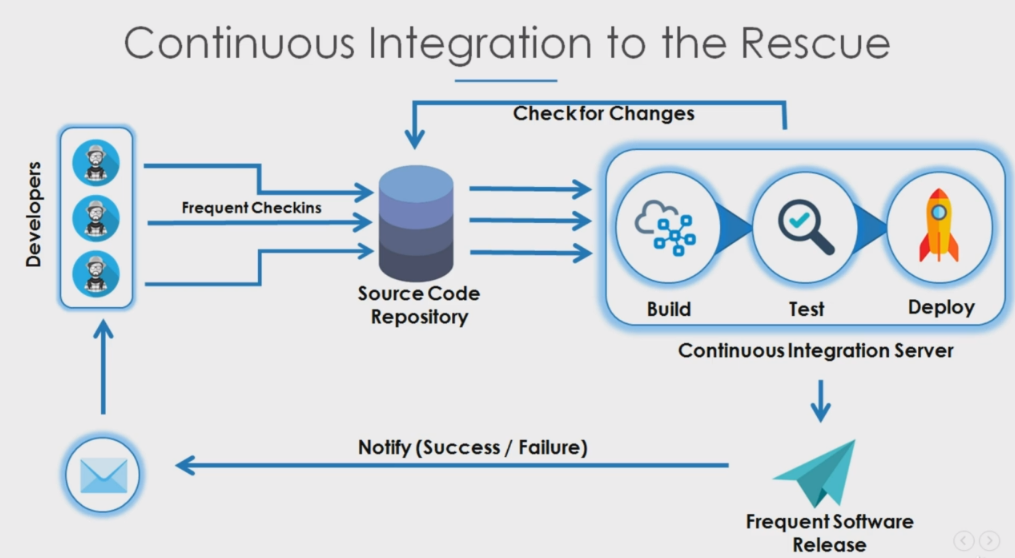 Continuous Integration to the Rescue
Check for Changes
Developers
Frequent Checkins
Source Code
Repository
Build
Test
Deploy
Continuous Integration Server
Notify (Success / Failure)
Frequent Software
Release